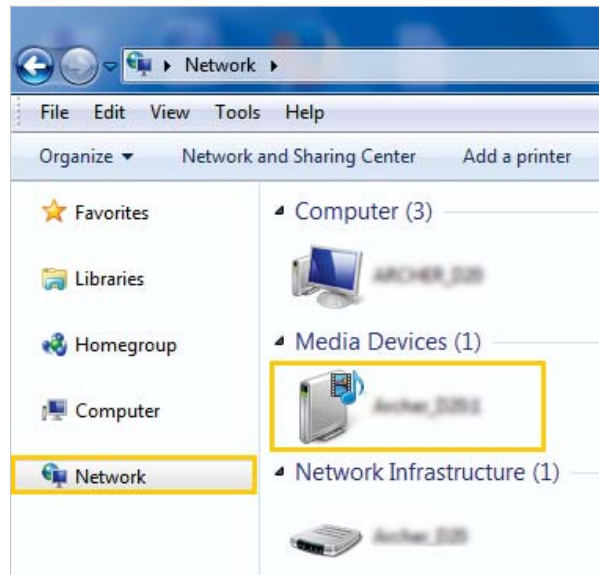 Network
File Edit View Tools Help
Organize Network and Sharing Center Add a printer
Favorites
Computer (3)
Libraries
Homegroup
Media Devices (1)
Computer
Network
Network Infrastructure (1)